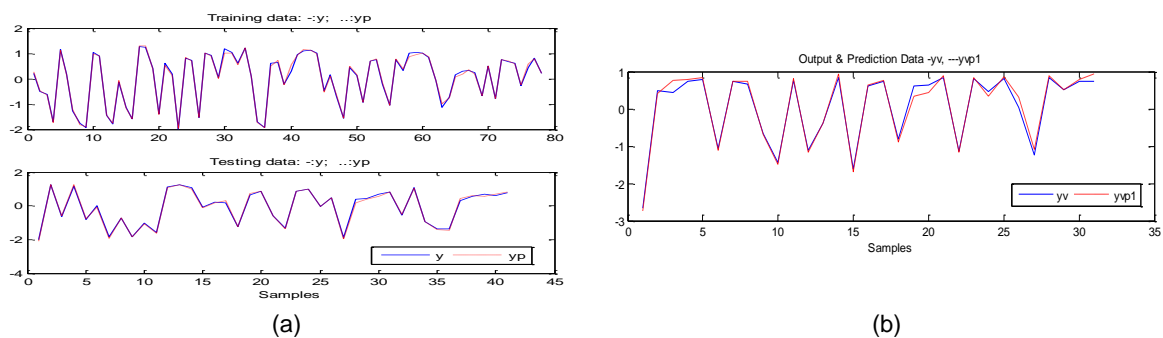 Training data: -:y;  ..:yp
2
1
0
-1
-2
0 10 20 30 40 50 60 70 80
Testing data: -:y;  ..:yp
2
0
-2
-4
0 5 10 15 20 25 30 35 40 45
y yp
Samples
(a)
Output & Prediction Data -yv, ---yvp1
1
0
-1
-2
-3
0 5 10 15 20 25 30 35
yv yvp1
Samples
(b)